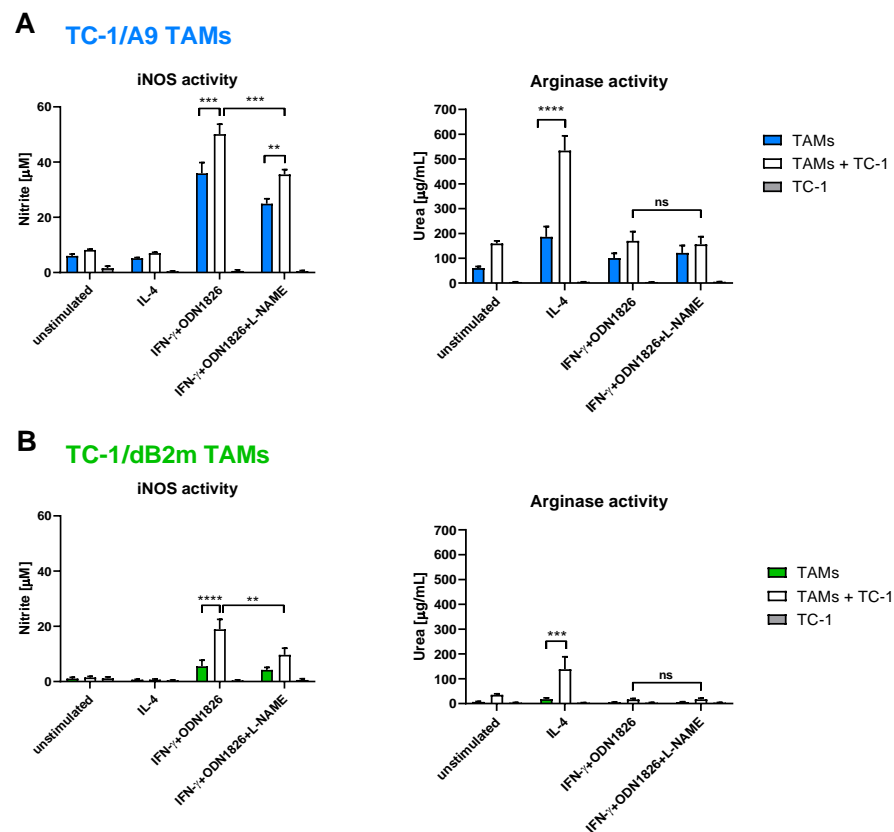 A
TC-1/A9 TAMs
iNOS activity
Nitrite [µM]
60
40
20
0
***
***
**
unstimulated
IL-4
IFN-γ+ODN1826
IFN-γ+ODN1826+L-NAME
Arginase activity
Urea [µg/mL]
700
600
500
400
300
200
100
0
****
ns
unstimulated
IL-4
IFN-γ+ODN1826
IFN-γ+ODN1826+L-NAME
TAMs
TAMs + TC-1
TC-1
B
TC-1/dB2m TAMs
iNOS activity
Nitrite [µM]
60
40
20
0
****
**
unstimulated
IL-4
IFN-γ+ODN1826
IFN-γ+ODN1826+L-NAME
Arginase activity
Urea [µg/mL]
700
600
500
400
300
200
100
0
***
ns
unstimulated
IL-4
IFN-γ+ODN1826
IFN-γ+ODN1826+L-NAME
TAMs
TAMs + TC-1
TC-1